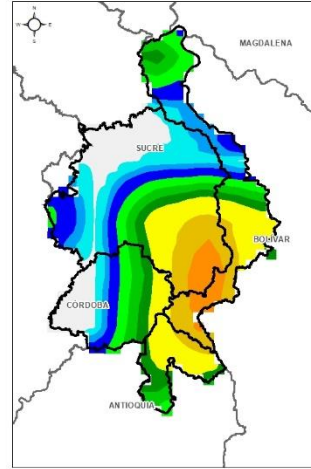 N
W
E
S
MAGDALENA
SUCRE
BOLIVAR
CÓRDOBA
ANTIOQUIA